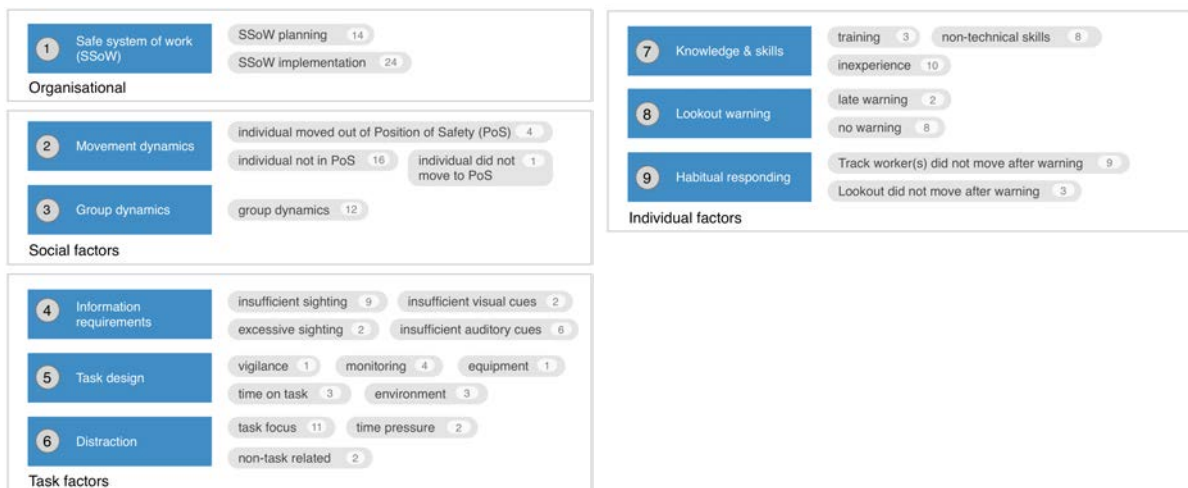 1
Safe system of work
(SSoW)
SSoW planning 14
SSoW implementation 24
Organisational
2
Movement dynamics
individual moved out of Position of Safety (PoS) 4
individual not in PoS 16
individual did not 1
move to PoS
3
Group dynamics
group dynamics 12
Social factors
4
Information
requirements
insufficient sighting 9
insufficient visual cues 2
excessive sighting 2
insufficient auditory cues 6
5
Task design
vigilance 1
monitoring 4
equipment 1
time on task 3
environment 3
6
Distraction
task focus 11
time pressure 2
non-task related 2
Task factors
7
Knowledge & skills
training 3
non-technical skills 8
inexperience 10
8
Lookout warning
late warning 2
no warning 8
9
Habitual responding
Track worker(s) did not move after warning 9
Lookout did not move after warning 3
Individual factors